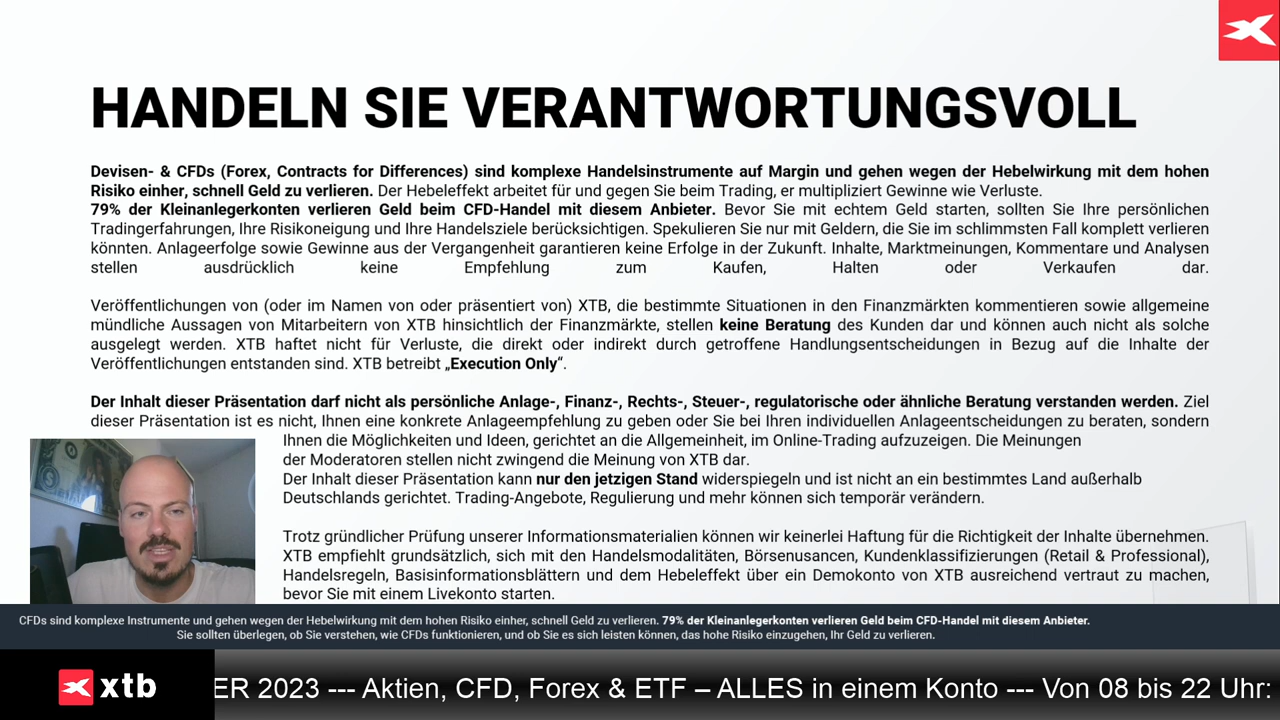 HANDELN SIE VERANTWORTUNGSVOLL
Devisen- & CFDs (Forex, Contracts for Differences) sind komplexe Handelsinstrumente auf Margin und gehen wegen der Hebelwirkung mit dem hohen
Risiko einher, schnell Geld zu verlieren. Der Hebeleffekt arbeitet für und gegen Sie beim Trading, er multipliziert Gewinne wie Verluste.
79% der Kleinanlegerkonten verlieren Geld beim CFD-Handel mit diesem Anbieter. Bevor Sie mit echtem Geld starten, sollten Sie Ihre persönlichen
Tradingerfahrungen, Ihre Risikoneigung und Ihre Handelsziele berücksichtigen. Spekulieren Sie nur mit Geldern, die Sie im schlimmsten Fall komplett verlieren
könnten. Anlageerfolge sowie Gewinne aus der Vergangenheit garantieren keine Erfolge in der Zukunft. Inhalte, Marktmeinungen, Kommentare und Analysen
stellen ausdrücklich keine Empfehlung zum Kaufen, Halten oder Verkaufen dar.
Veröffentlichungen von (oder im Namen von oder präsentiert von) XTB, die bestimmte Situationen in den Finanzmärkten kommentieren sowie allgemeine
mündliche Aussagen von Mitarbeitern von XTB hinsichtlich der Finanzmärkte, stellen keine Beratung des Kunden dar und können auch nicht als solche
ausgelegt werden. XTB haftet nicht für Verluste, die direkt oder indirekt durch getroffene Handlungsentscheidungen in Bezug auf die Inhalte der
Veröffentlichungen entstanden sind. XTB betreibt „Execution Only“.
Der Inhalt dieser Präsentation darf nicht als persönliche Anlage-, Finanz-, Rechts-, Steuer-, regulatorische oder ähnliche Beratung verstanden werden. Ziel
dieser Präsentation ist es nicht, Ihnen eine konkrete Anlageempfehlung zu geben oder Sie bei Ihren individuellen Anlageentscheidungen zu beraten, sondern
Ihnen die Möglichkeiten und Ideen, gerichtet an die Allgemeinheit, im Online-Trading aufzuzeigen. Die Meinungen
der Moderatoren stellen nicht zwingend die Meinung von XTB dar.
Der Inhalt dieser Präsentation kann nur den jetzigen Stand widerspiegeln und ist nicht an ein bestimmtes Land außerhalb
Deutschlands gerichtet. Trading-Angebote, Regulierung und mehr können sich temporär verändern.
Trotz gründlicher Prüfung unserer Informationsmaterialien können wir keinerlei Haftung für die Richtigkeit der Inhalte übernehmen.
XTB empfiehlt grundsätzlich, sich mit den Handelsmodalitäten, Börsenusancen, Kundenklassifizierungen (Retail & Professional),
Handelsregeln, Basisinformationsblättern und dem Hebeleffekt über ein Demokonto von XTB ausreichend vertraut zu machen,
bevor Sie mit einem Livekonto starten.
CFDs sind komplexe Instrumente und gehen wegen der Hebelwirkung mit dem hohen Risiko einher, schnell Geld zu verlieren. 79% der Kleinanlegerkonten verlieren Geld beim CFD-Handel mit diesem Anbieter.
Sie sollten überlegen, ob Sie verstehen, wie CFDs funktionieren, und ob Sie es sich leisten können, das hohe Risiko einzugehen, Ihr Geld zu verlieren.
xtb ER 2023 --- Aktien, CFD, Forex & ETF – ALLES in einem Konto --- Von 08 bis 22 Uhr: